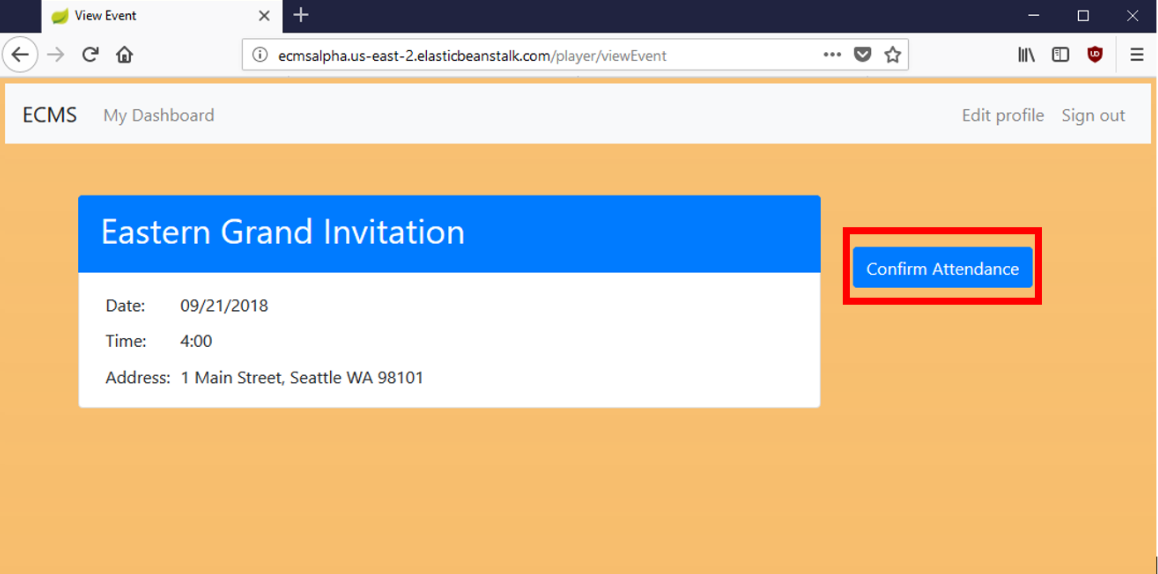 View Event
ecmsalpha.us-east-2.elasticbeanstalk.com/player/viewEvent
ECMS My Dashboard Edit profile Sign out
Eastern Grand Invitation
Confirm Attendance
Date: 09/21/2018
Time: 4:00
Address: 1 Main Street, Seattle WA 98101